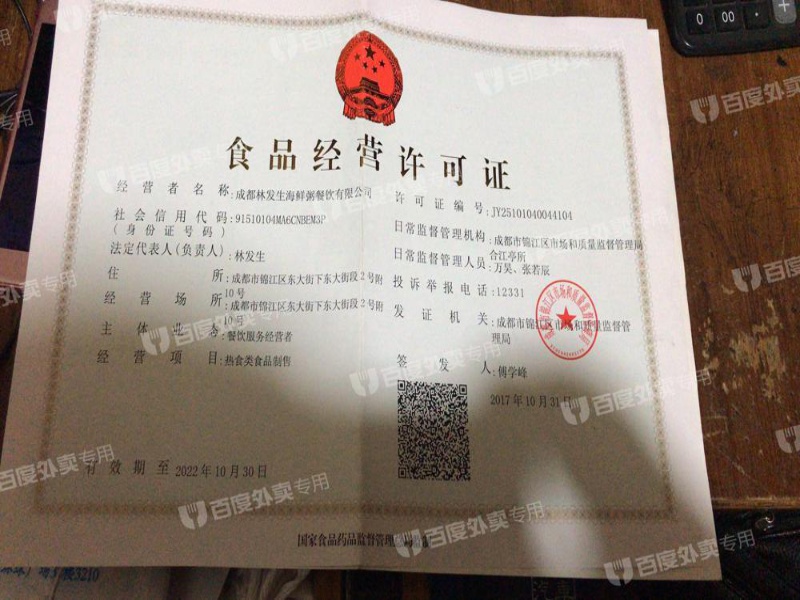 食品经营许可证
经营者名称:成都林发生海鲜粥餐饮有限公司
社会信用代码:91510104MA6CNBEM3P
(身份证号码)
法定代表人(负责人):林发生
住所:成都市锦江区东大街下东大街段2号附
10号
经营场所:成都市锦江区东大街下东大街段2号附
10号
主体业务:餐饮服务经营者
经营项目:热食类食品制售
有效期至2022年10月30日
许可证编号:JY25101040044104
日常监督管理机构:成都市锦江区市场和质量监督管理局
合江亭所
日常监督管理人员:万昊、张若辰
投诉举报电话:12331
发证机关:成都市锦江区市场和质量监督管
理局
签发人:傅学峰
2017年10月31日
国家食品药品监督管理总局监制
百度外卖专用
0 00 . +
3210